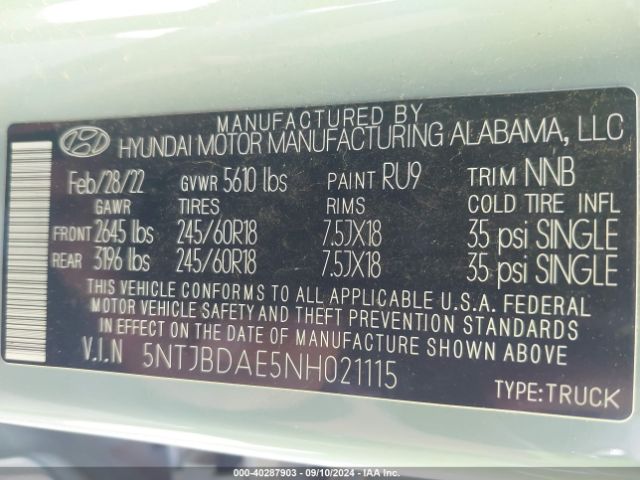 MANUFACTURED BY
HYUNDAI MOTOR MANUFACTURING ALABAMA, LLC
Feb/28/22 GVWR 5610 lbs PAINT RU9 TRIM NNB
GAWR TIRES RIMS COLD TIRE INFL
FRONT 2645 lbs 245/60R18 7.5JX18 35 psi SINGLE
REAR 3196 lbs 245/60R18 7.5JX18 35 psi SINGLE
THIS VEHICLE CONFORMS TO ALL APPLICABLE U.S.A. FEDERAL
MOTOR VEHICLE SAFETY AND THEFT PREVENTION STANDARDS
IN EFFECT ON THE DATE OF MANUFACTURE SHOWN ABOVE
V.I.N 5NTJBDAE5NH021115
TYPE:TRUCK
000-40287903 - 09/10/2024 - IAA Inc.